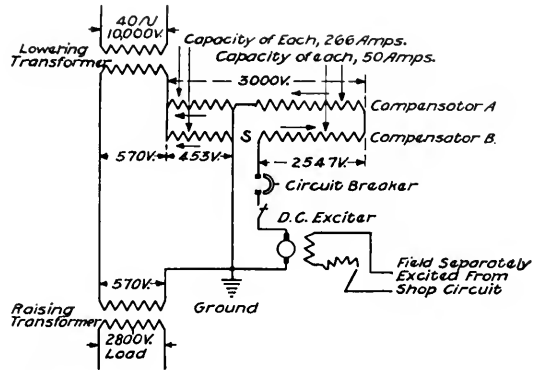 40∿
10,000V.
Lowering
Transformer
Capacity of Each, 266 Amps.
Capacity of each, 50 Amps.
3000V.
Compensator A
S
Compensator B.
570V.
453V.
2547V.
Circuit Breaker
D.C. Exciter
Field Separately
Excited From
Shop Circuit
570V.
Ground
Raising
Transformer
2800V.
Load